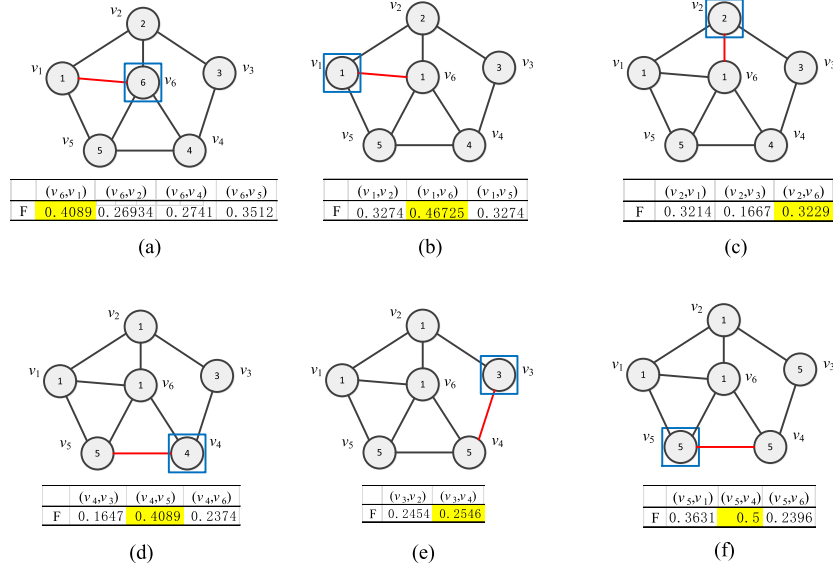 v2
2
v1
1
6
v6
3
v3
v5
5
4
v4
(v6,v1) (v6,v2) (v6,v4) (v6,v5)
F 0.4089 0.26934 0.2741 0.3512
(a)
v2
2
v1
1
1
v6
3
v3
v5
5
4
v4
(v1,v2) (v1,v6) (v1,v5)
F 0.3274 0.46725 0.3274
(b)
v2
2
v1
1
1
v6
3
v3
v5
5
4
v4
(v2,v1) (v2,v3) (v2,v6)
F 0.3214 0.1667 0.3229
(c)
v2
1
v1
1
1
v6
3
v3
v5
5
4
v4
(v4,v3) (v4,v5) (v4,v6)
F 0.1647 0.4089 0.2374
(d)
v2
1
v1
1
1
v6
3
v3
v5
5
5
v4
(v3,v2) (v3,v4)
F 0.2454 0.2546
(e)
v2
1
v1
1
1
v6
5
v3
v5
5
5
v4
(v5,v1) (v5,v4) (v5,v6)
F 0.3631 0.5 0.2396
(f)